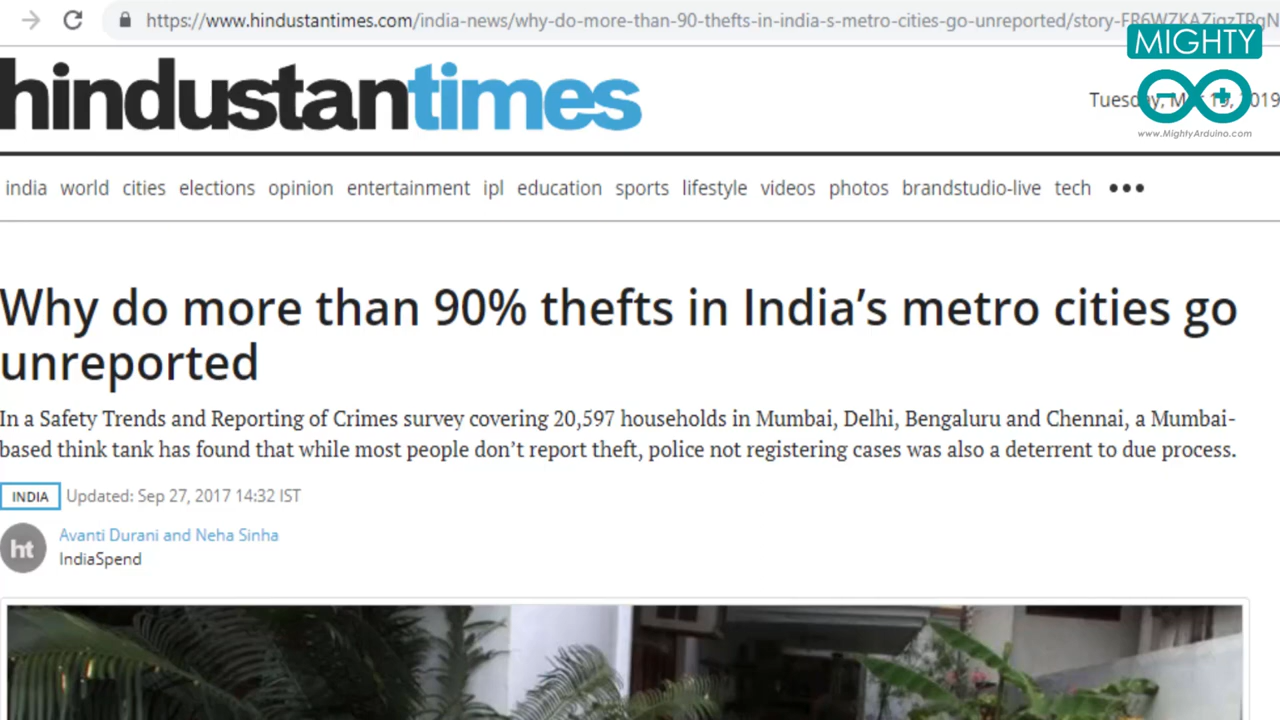 https://www.hindustantimes.com/india-news/why-do-more-than-90-thefts-in-india-s-metro-cities-go-unreported/
MIGHTY
hindustantimes
www.MightyArduino.com
india world cities elections opinion entertainment ipl education sports lifestyle videos photos brandstudio-live tech
Why do more than 90% thefts in India’s metro cities go
unreported
In a Safety Trends and Reporting of Crimes survey covering 20,597 households in Mumbai, Delhi, Bengaluru and Chennai, a Mumbai-
based think tank has found that while most people don’t report theft, police not registering cases was also a deterrent to due process.
INDIA Updated: Sep 27, 2017 14:32 IST
ht Avanti Durani and Neha Sinha
IndiaSpend